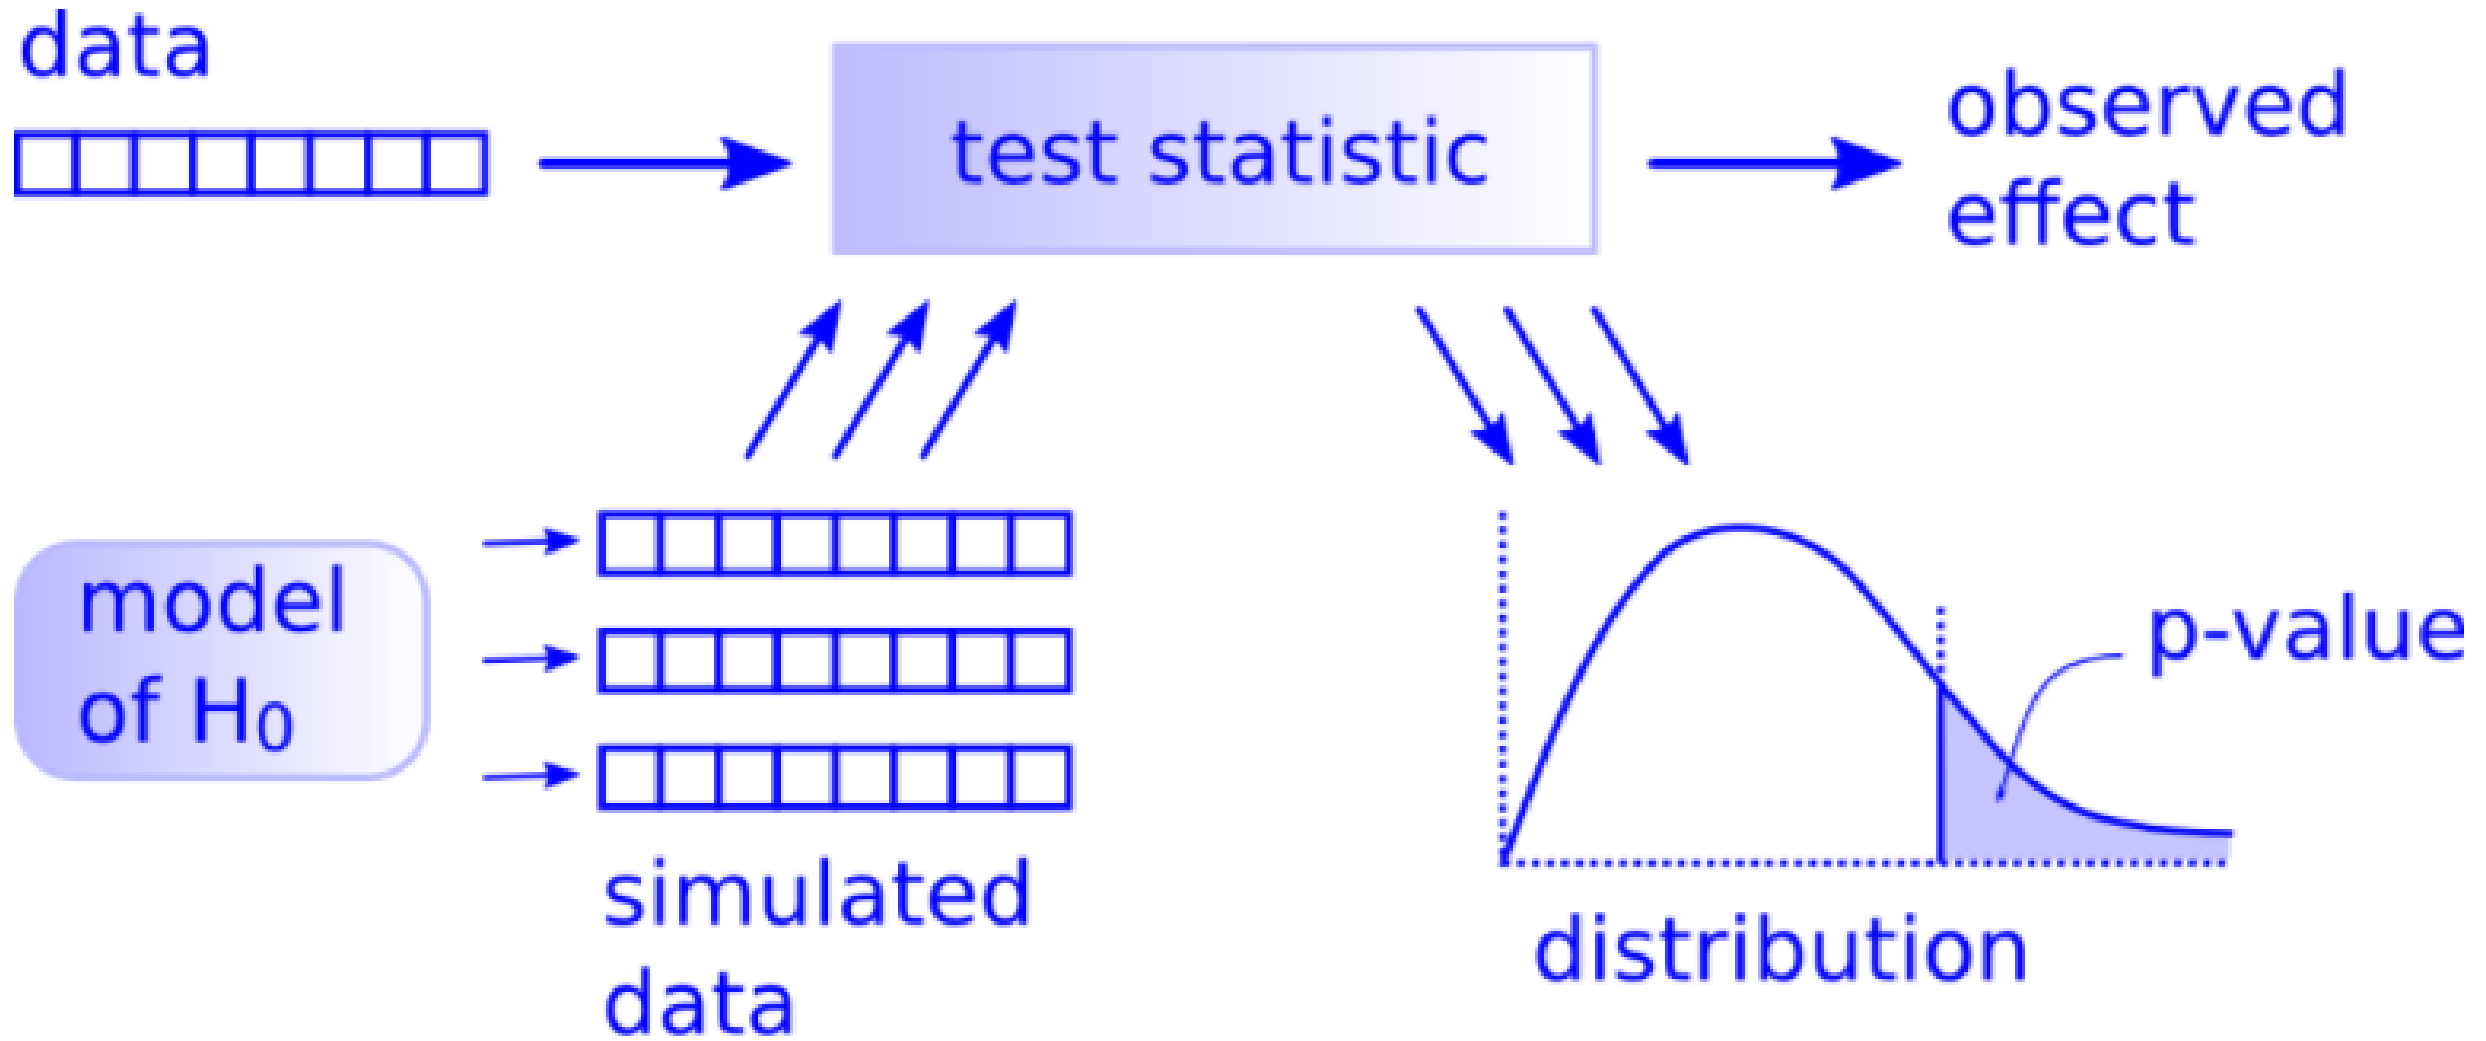 data
test statistic
observed
effect
model
of H₀
simulated
data
p-value
distribution